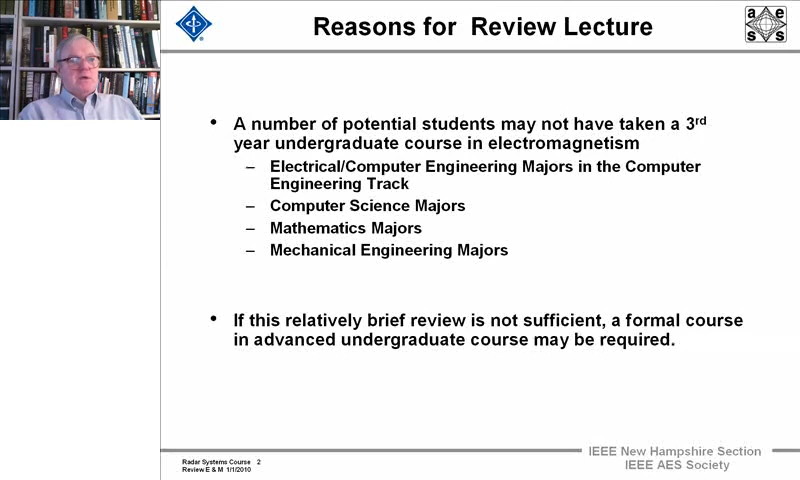 Reasons for Review Lecture
a e
s s
• A number of potential students may not have taken a 3rd
year undergraduate course in electromagnetism
– Electrical/Computer Engineering Majors in the Computer
Engineering Track
– Computer Science Majors
– Mathematics Majors
– Mechanical Engineering Majors
• If this relatively brief review is not sufficient, a formal course
in advanced undergraduate course may be required.
Radar Systems Course 2
Review E & M 1/1/2010
IEEE New Hampshire Section
IEEE AES Society